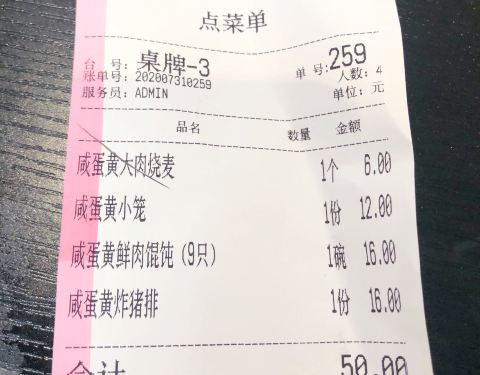 点菜单
台 号: 桌牌-3 单 号: 259
账单号: 202007310259 人数: 4
服务员: ADMIN 单位: 元
品名 数量 金额
咸蛋黄大肉烧麦 1个 6.00
咸蛋黄小笼 1份 12.00
咸蛋黄鲜肉馄饨(9只) 1碗 16.00
咸蛋黄炸猪排 1份 16.00
合计 50.00